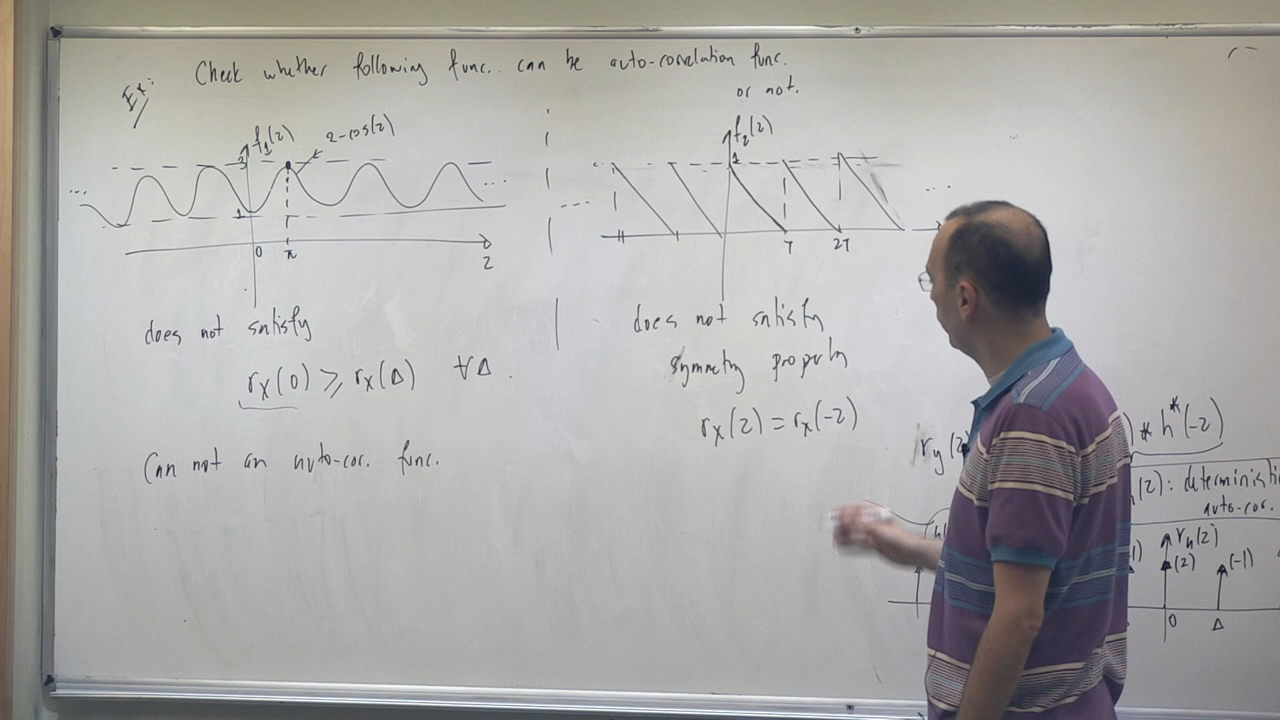 Ex:
Check whether following func. can be auto-correlation func.
or not.
f₁(z)
2-cos(z)
3
1
...
...
0
π
z
does not satisfy
rₓ(0) ⩾ rₓ(Δ) ∀Δ.
Can not an auto-cor. func.
f₂(z)
1
...
...
...
T
2T
does not satisfy
symmetry property
rₓ(z) = rₓ(-z)
r_y(z
) * h*(-z)
(z): deterministi
auto-cor.
rₕ(z)
(2)
(-1)
0
Δ